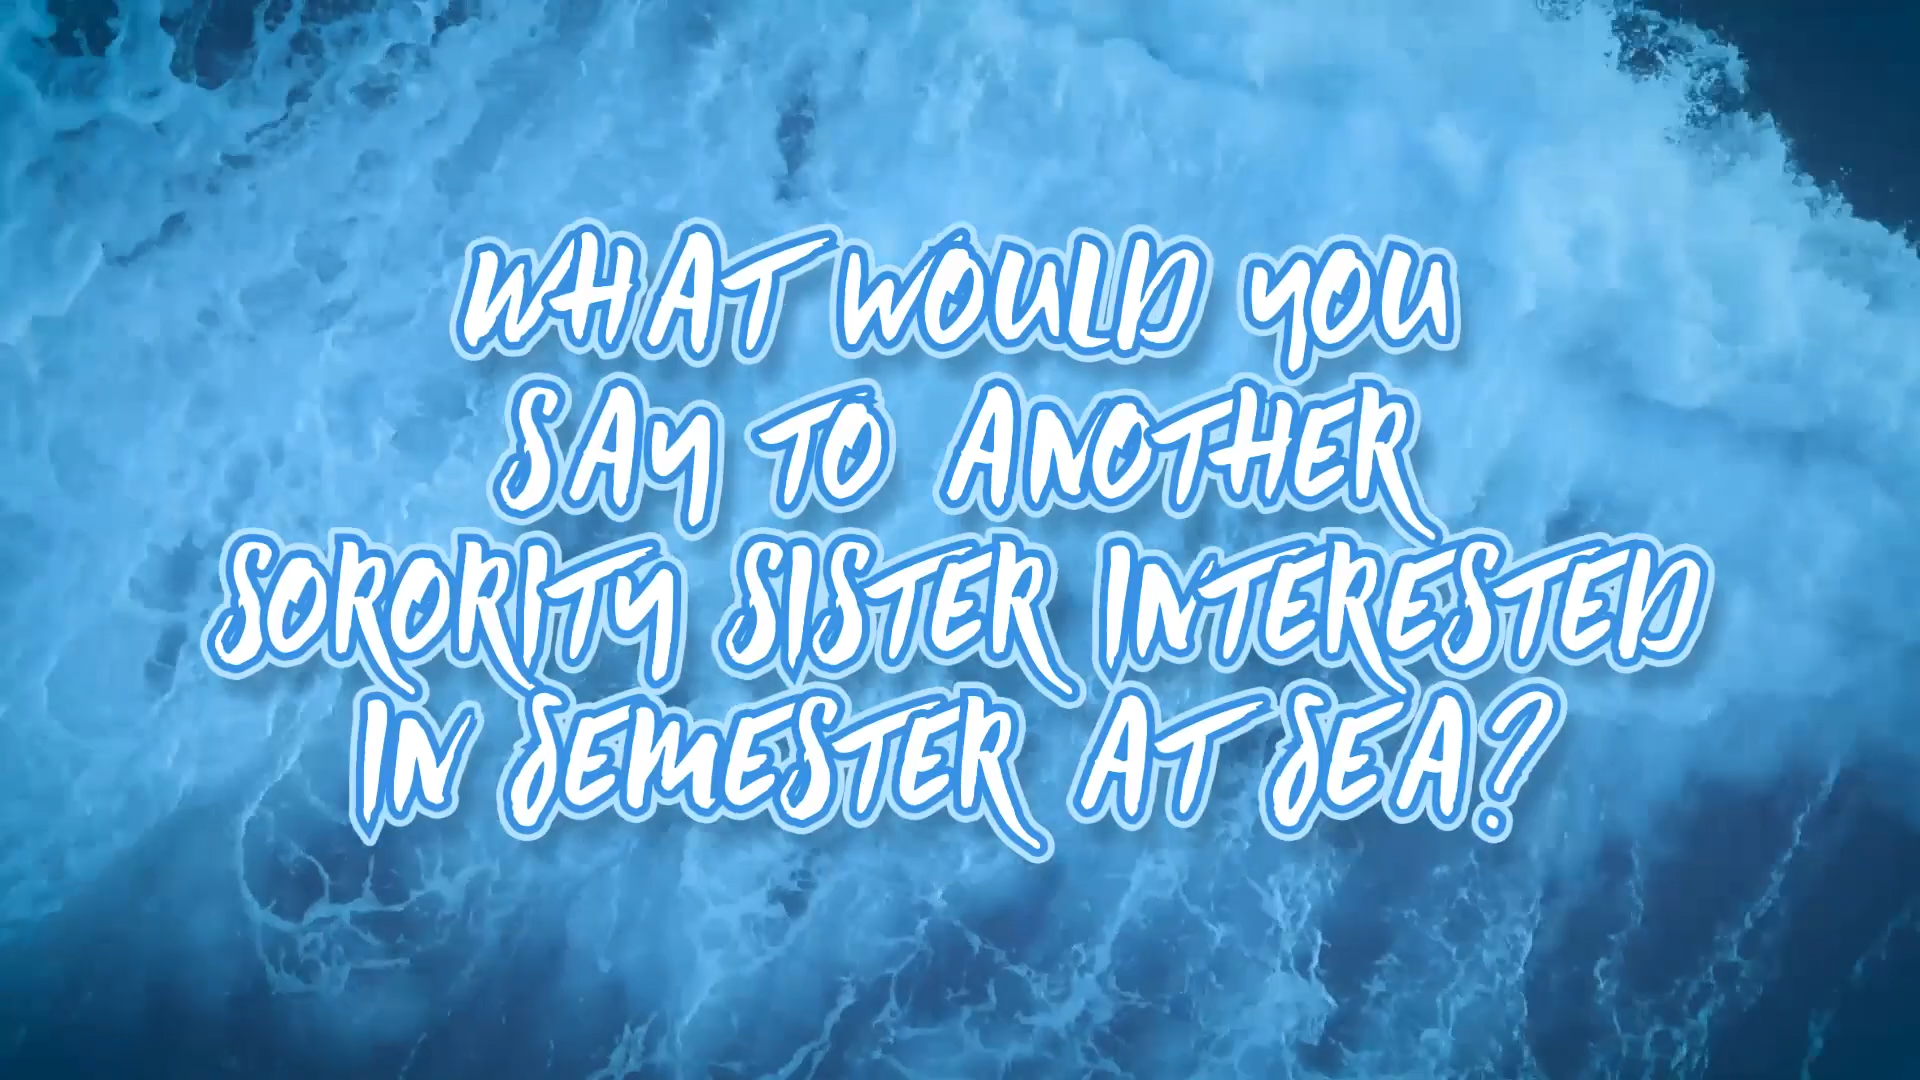 WHAT WOULD YOU
SAY TO ANOTHER
SORORITY SISTER INTERESTED
IN SEMESTER AT SEA?